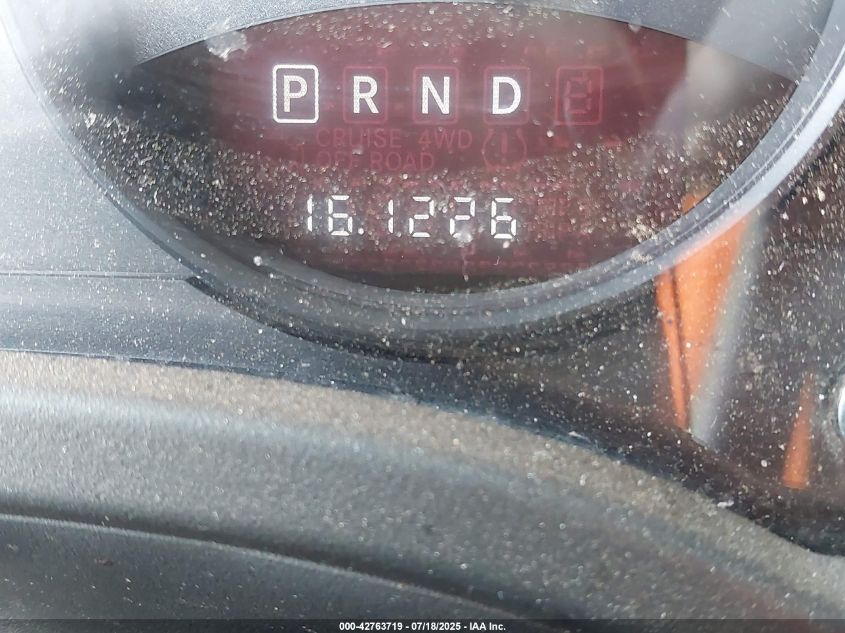 P R N D
CRUISE 4WD
OFF ROAD
16.1226
000-42763719 - 07/18/2025 - IAA Inc.